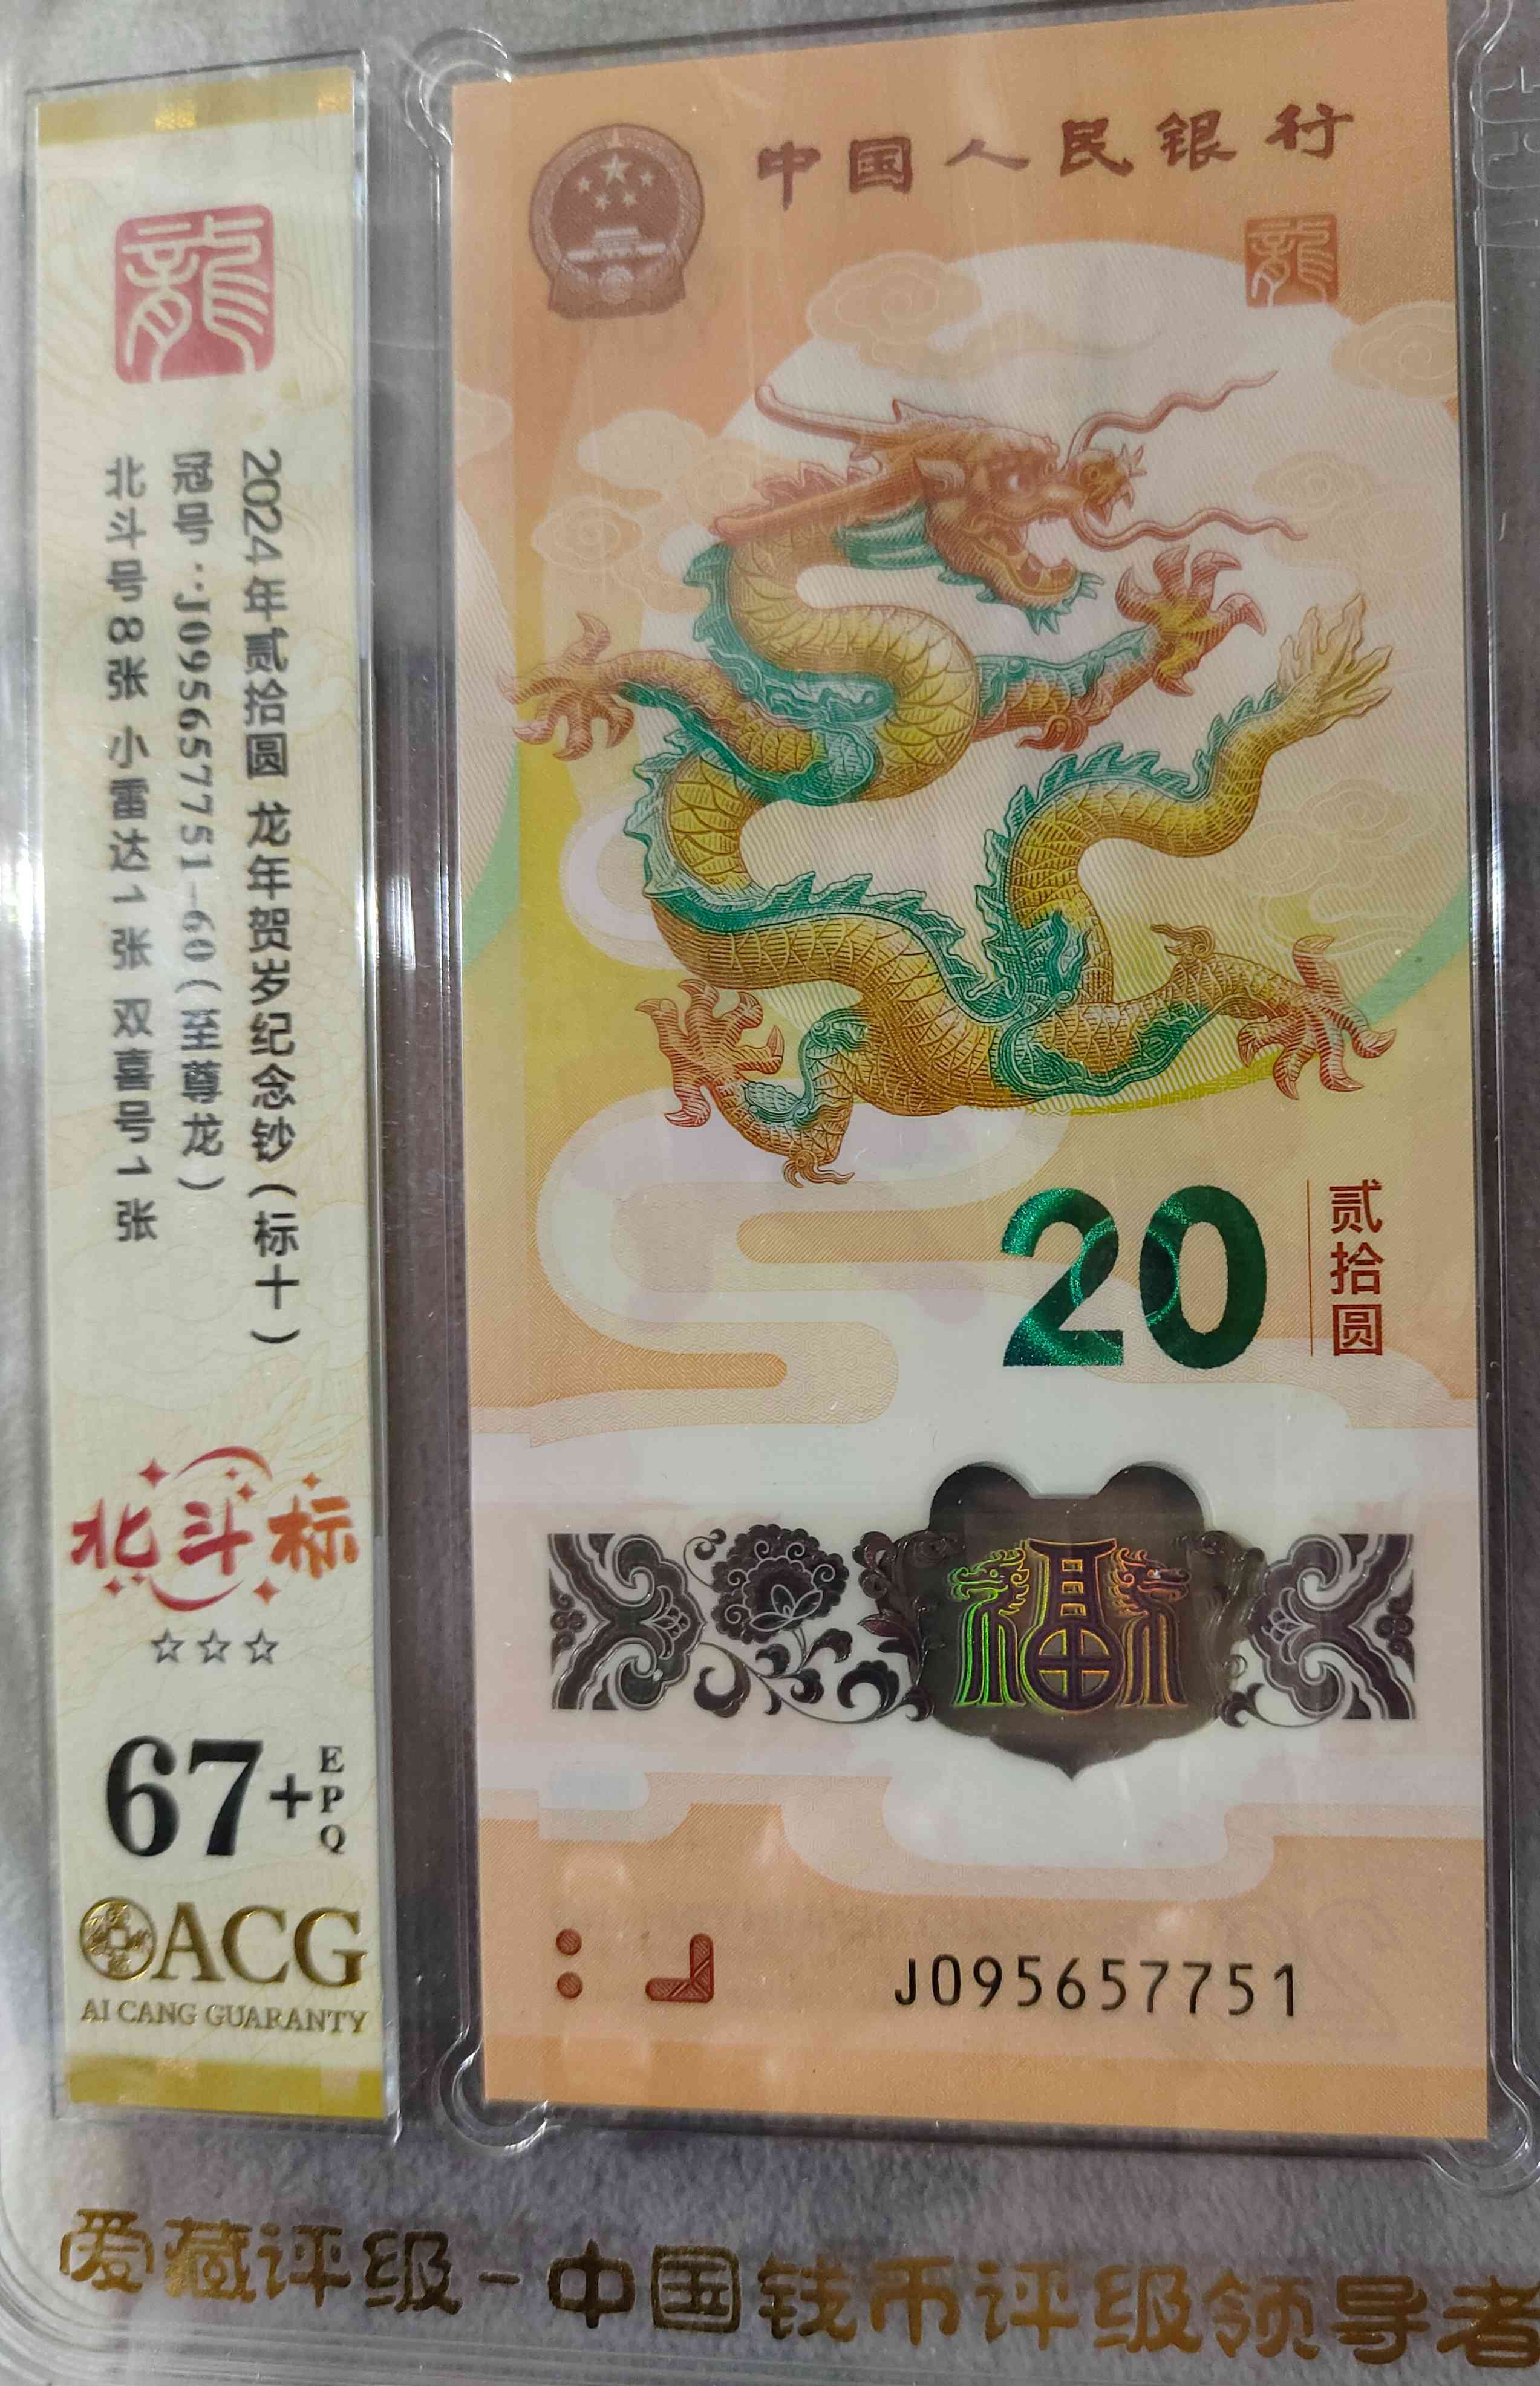 中国人民银行
龍
20
贰拾圆
福
J095657751
龍
2024年贰拾圆 龙年贺岁纪念钞(标十)
冠号:J095657751-60(至尊龙)
北斗号8张 小雷达1张 双喜号1张
北斗标
☆☆☆
67+EPQ
ACG
AI CANG GUARANTY
爱藏评级-中国钱币评级领导者